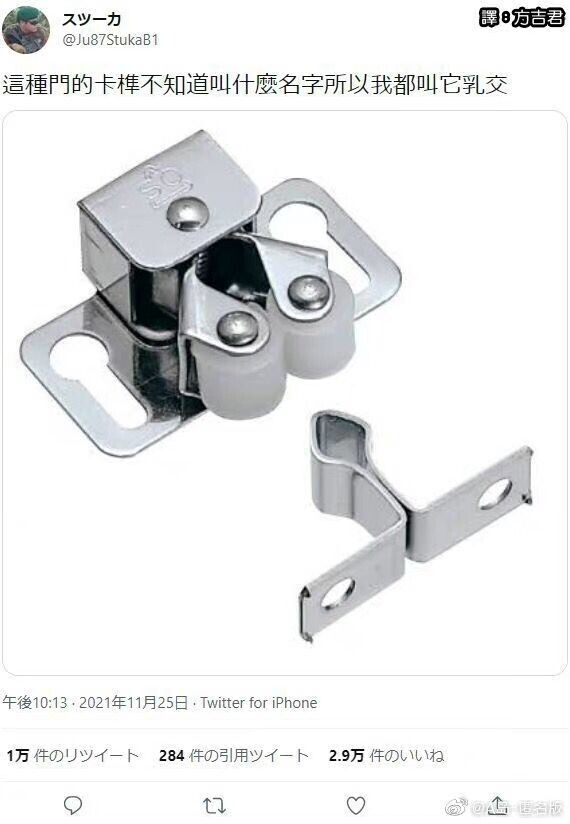 スツーカ
譯：方吉君
@Ju87StukaB1
這種門的卡榫不知道叫什麼名字所以我都叫它乳交
午後10:13 · 2021年11月25日 · Twitter for iPhone
1万 件のリツイート 284 件の引用ツイート 2.9万 件のいいね